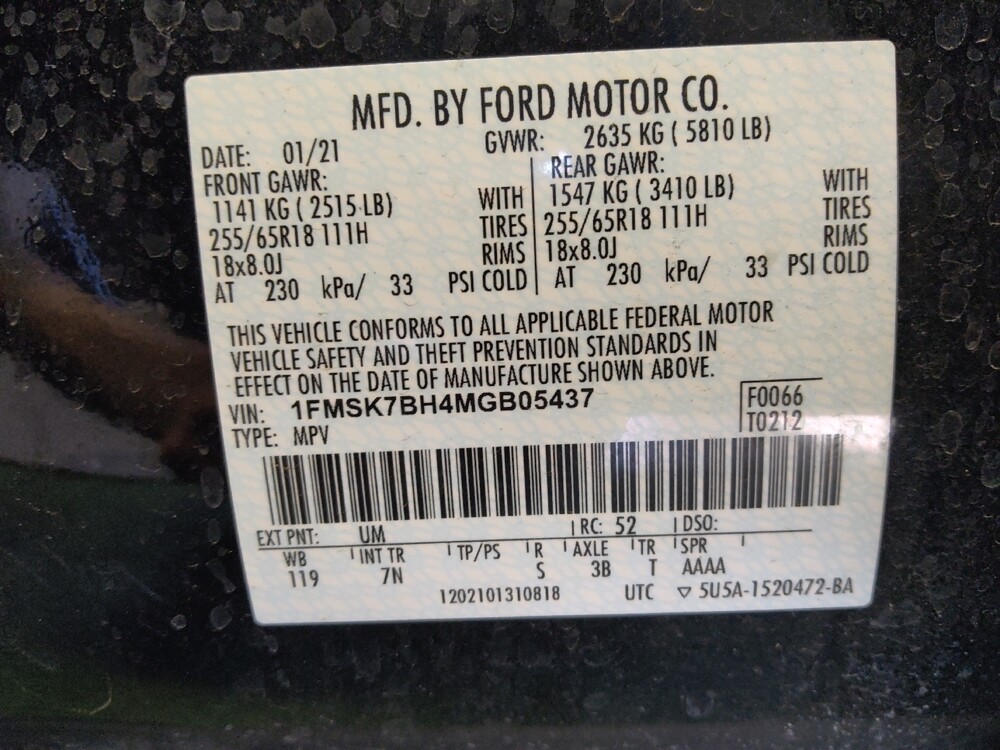 MFD. BY FORD MOTOR CO.
DATE: 01/21 GVWR: 2635 KG ( 5810 LB)
FRONT GAWR: REAR GAWR:
1141 KG ( 2515 LB) WITH 1547 KG ( 3410 LB) WITH
255/65R18 111H TIRES 255/65R18 111H TIRES
18x8.0J RIMS 18x8.0J RIMS
AT 230 kPa/ 33 PSI COLD AT 230 kPa/ 33 PSI COLD
THIS VEHICLE CONFORMS TO ALL APPLICABLE FEDERAL MOTOR
VEHICLE SAFETY AND THEFT PREVENTION STANDARDS IN
EFFECT ON THE DATE OF MANUFACTURE SHOWN ABOVE.
VIN: 1FMSK7BH4MGB05437 F0066
TYPE: MPV T0212
EXT PNT: UM RC: 52 DSO:
WB INT TR TP/PS R AXLE TR SPR
119 7N S 3B T AAAA
1202101310818 UTC ▽ 5U5A-1520472-BA